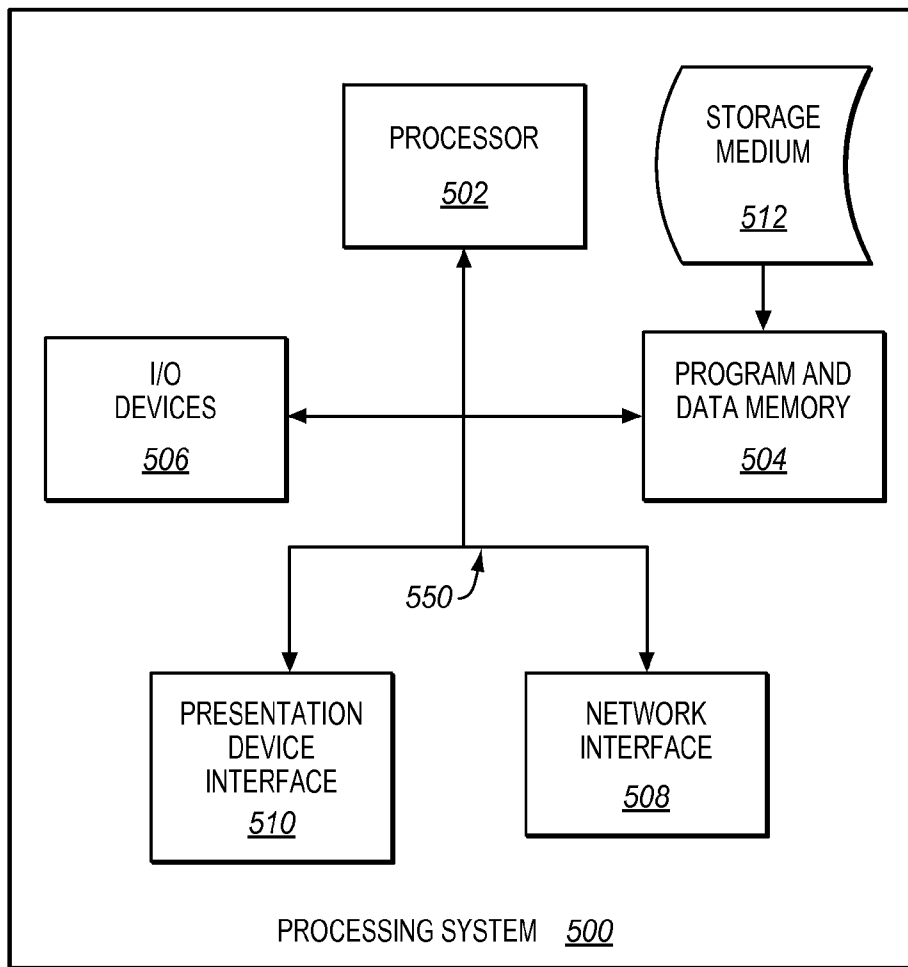 PROCESSOR
502
STORAGE
MEDIUM
512
I/O
DEVICES
506
PROGRAM AND
DATA MEMORY
504
550
PRESENTATION
DEVICE
INTERFACE
510
NETWORK
INTERFACE
508
PROCESSING SYSTEM 500